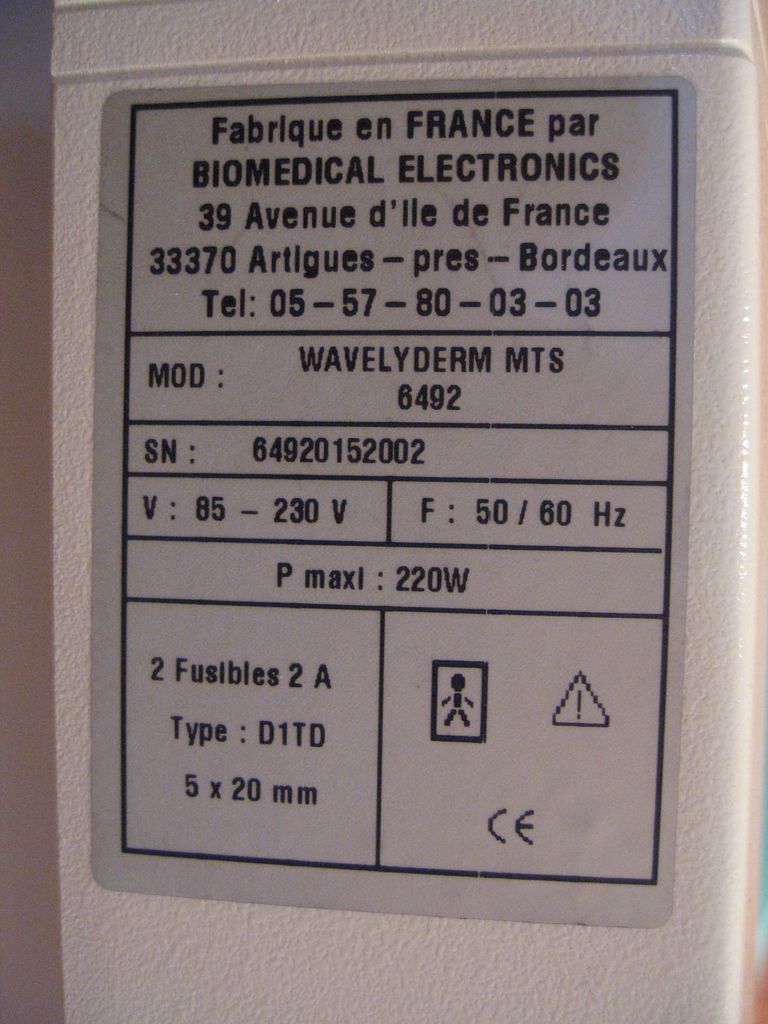 Fabrique en FRANCE par
BIOMEDICAL ELECTRONICS
39 Avenue d'Ile de France
33370 Artigues – pres – Bordeaux
Tel: 05 – 57 – 80 – 03 – 03
MOD : WAVELYDERM MTS
6492
SN : 64920152002
V : 85 – 230 V
F : 50 / 60 Hz
P maxi : 220W
2 Fusibles 2 A
Type : D1TD
5 x 20 mm
CE